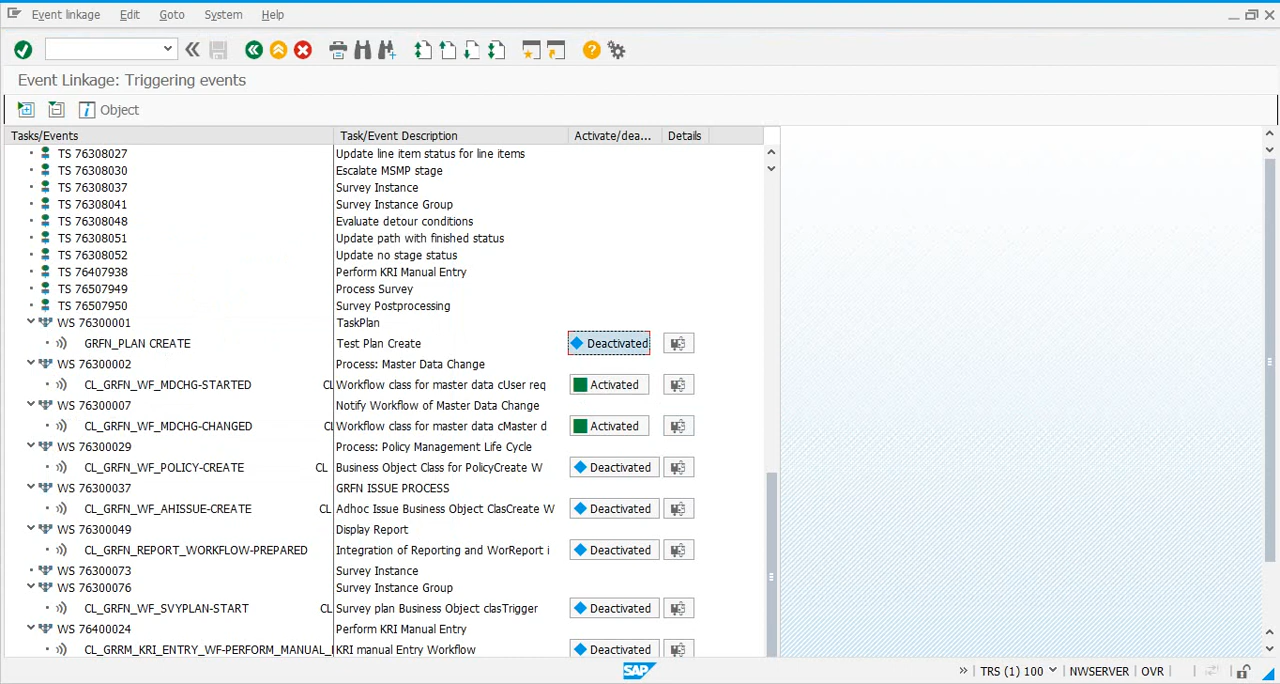 Event linkage Edit Goto System Help
Event Linkage: Triggering events
Object
Tasks/Events Task/Event Description Activate/dea... Details
TS 76308027 Update line item status for line items
TS 76308030 Escalate MSMP stage
TS 76308037 Survey Instance
TS 76308041 Survey Instance Group
TS 76308048 Evaluate detour conditions
TS 76308051 Update path with finished status
TS 76308052 Update no stage status
TS 76407938 Perform KRI Manual Entry
TS 76507949 Process Survey
TS 76507950 Survey Postprocessing
WS 76300001 TaskPlan
GRFN_PLAN CREATE Test Plan Create Deactivated
WS 76300002 Process: Master Data Change
CL_GRFN_WF_MDCHG-STARTED CL Workflow class for master data cUser req Activated
WS 76300007 Notify Workflow of Master Data Change
CL_GRFN_WF_MDCHG-CHANGED CL Workflow class for master data cMaster d Activated
WS 76300029 Process: Policy Management Life Cycle
CL_GRFN_WF_POLICY-CREATE CL Business Object Class for PolicyCreate W Deactivated
WS 76300037 GRFN ISSUE PROCESS
CL_GRFN_WF_AHISSUE-CREATE CL Adhoc Issue Business Object ClasCreate W Deactivated
WS 76300049 Display Report
CL_GRFN_REPORT_WORKFLOW-PREPARED Integration of Reporting and WorReport i Deactivated
WS 76300073 Survey Instance
WS 76300076 Survey Instance Group
CL_GRFN_WF_SVYPLAN-START CL Survey plan Business Object clasTrigger Deactivated
WS 76400024 Perform KRI Manual Entry
CL_GRRM_KRI_ENTRY_WF-PERFORM_MANUAL_ KRI manual Entry Workflow Deactivated
SAP TRS (1) 100 NWSERVER OVR